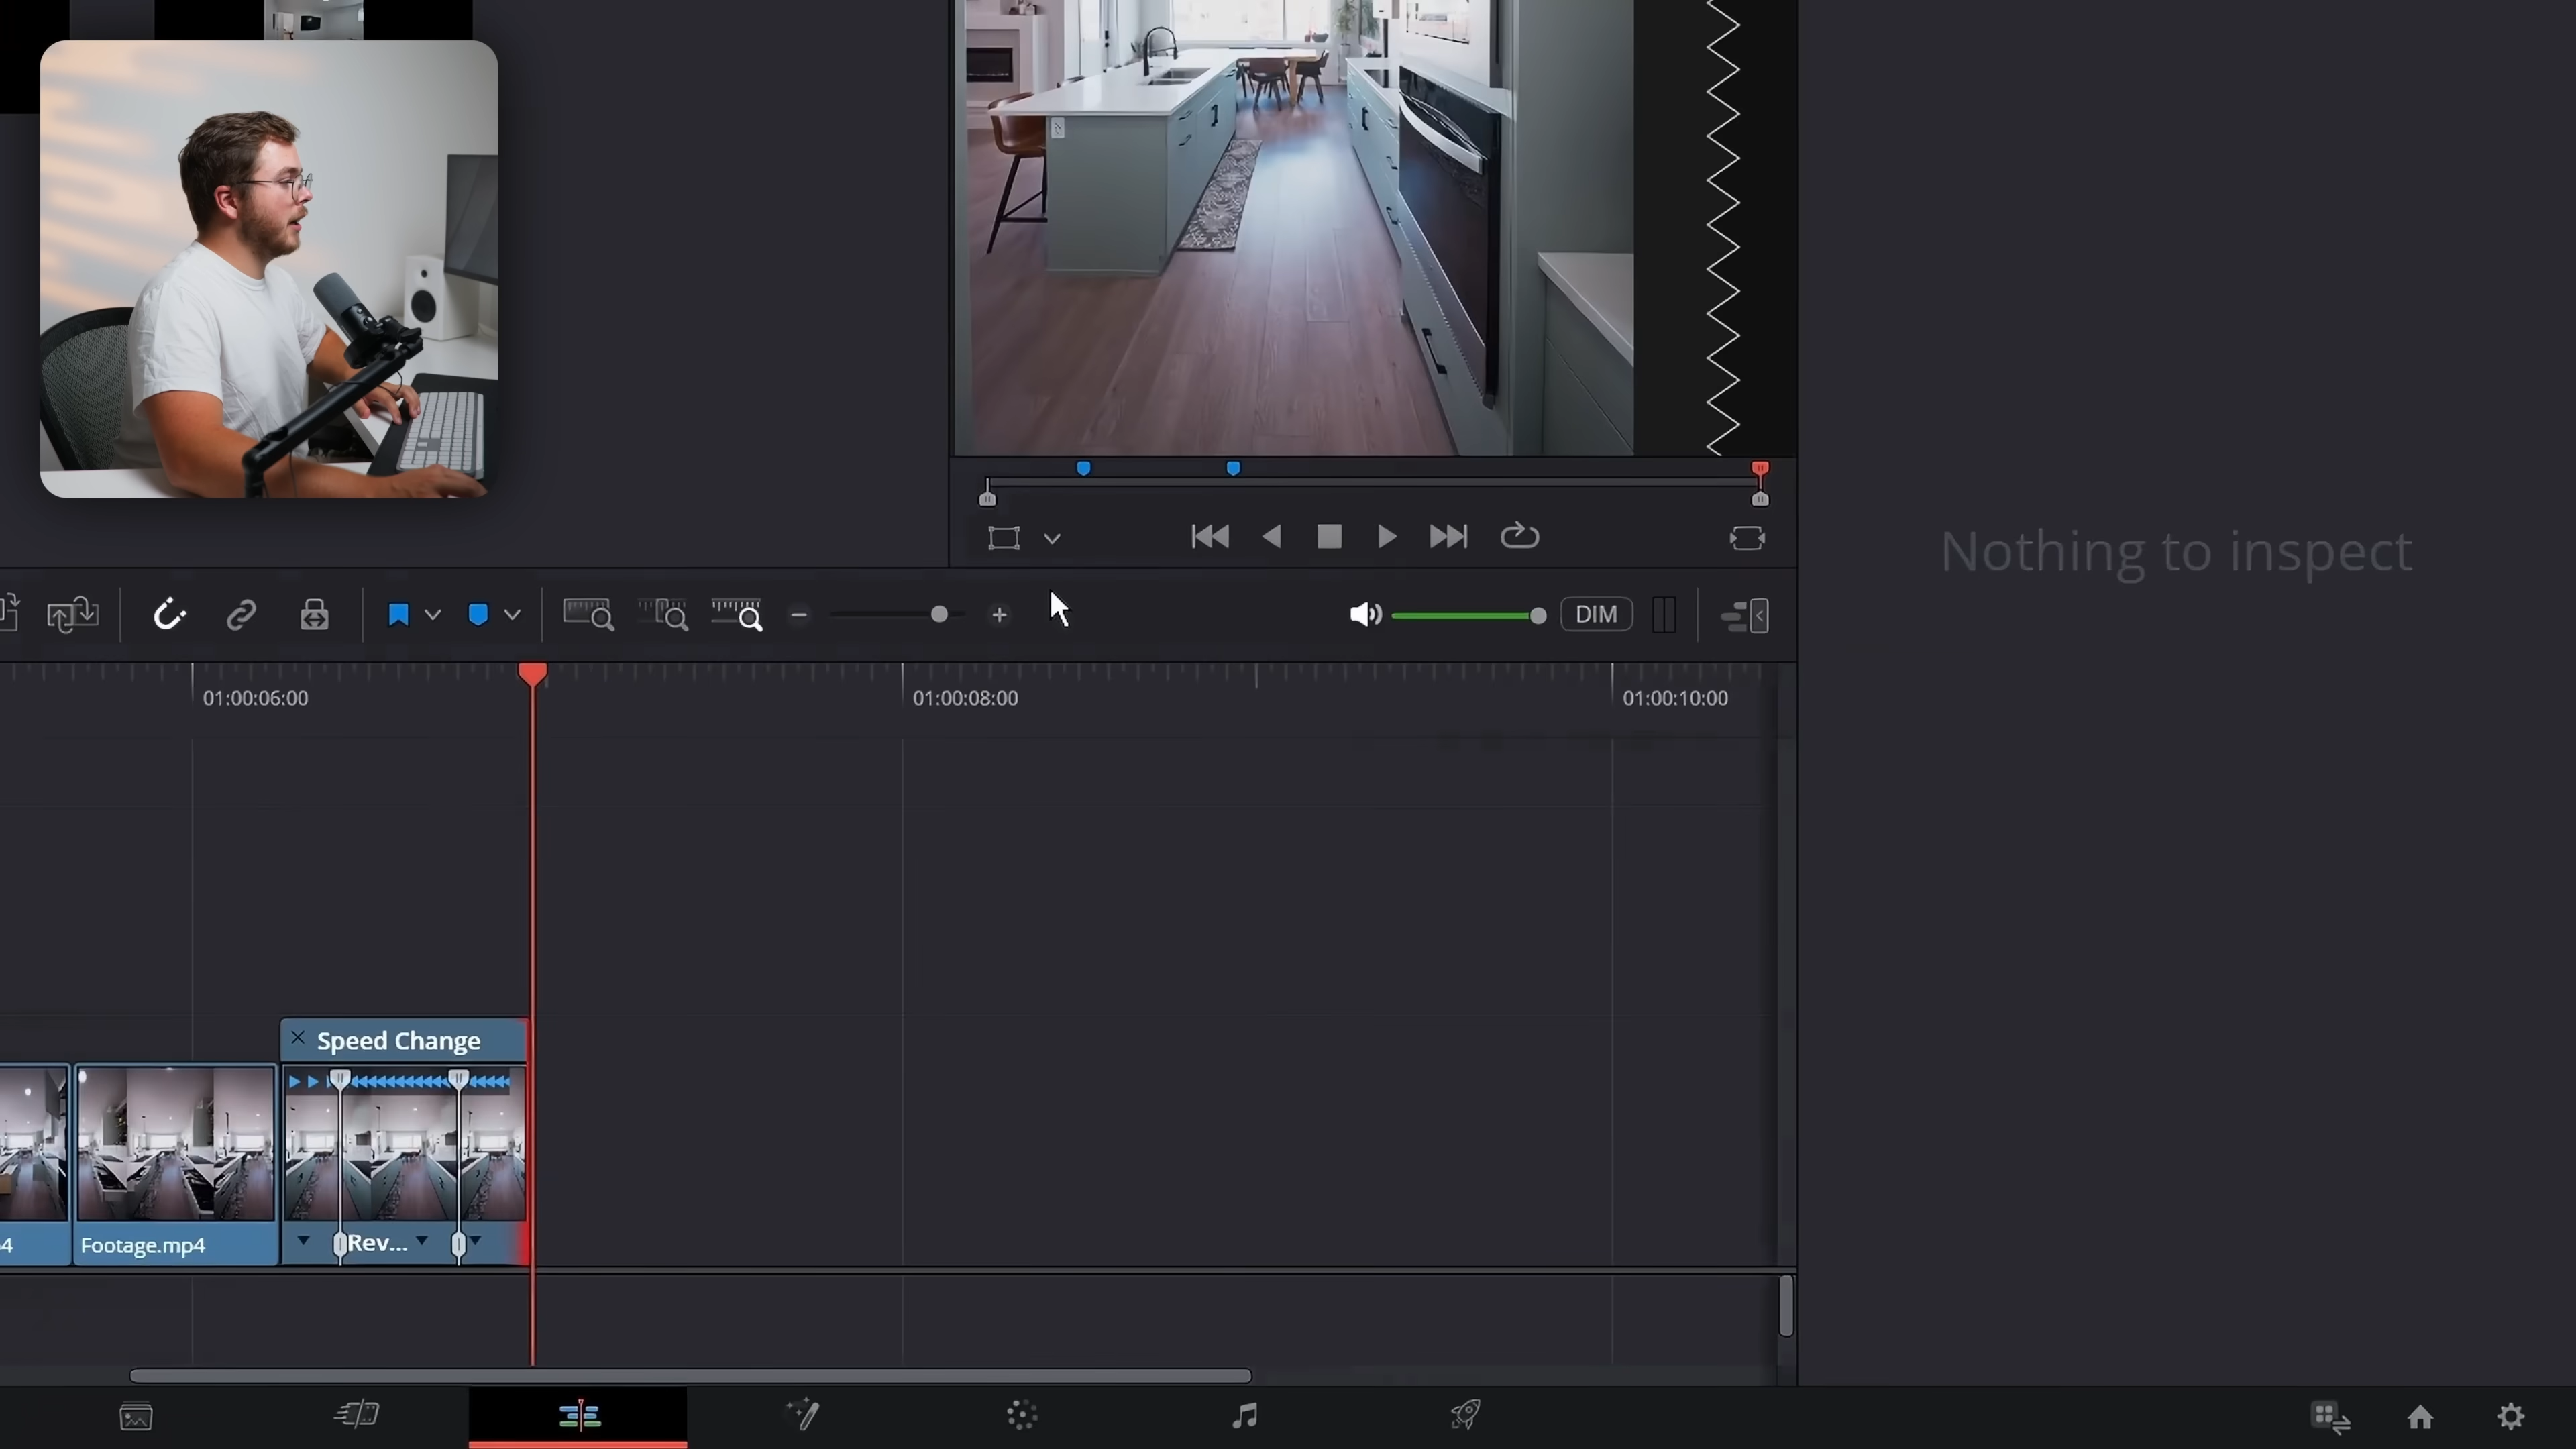 Nothing to inspect
DIM
01:00:06:00
01:00:08:00
01:00:10:00
Speed Change
4
Footage.mp4
Rev...